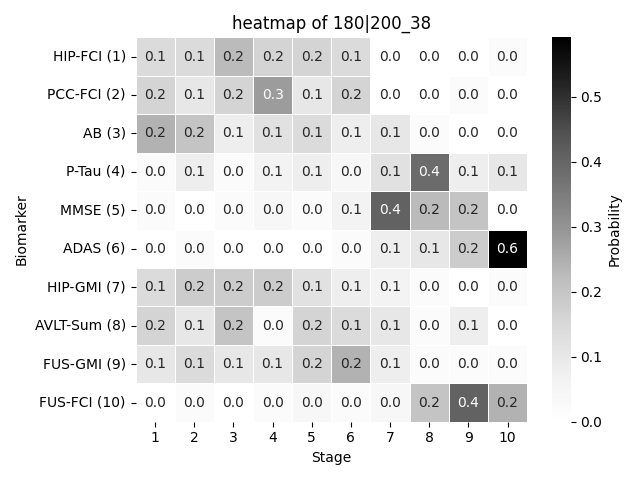 heatmap of 180|200_38
HIP-FCI (1) 0.1 0.1 0.2 0.2 0.2 0.1 0.0 0.0 0.0 0.0
PCC-FCI (2) 0.2 0.1 0.2 0.3 0.1 0.2 0.0 0.0 0.0 0.0
AB (3) 0.2 0.2 0.1 0.1 0.1 0.1 0.1 0.0 0.0 0.0
P-Tau (4) 0.0 0.1 0.0 0.1 0.1 0.0 0.1 0.4 0.1 0.1
MMSE (5) 0.0 0.0 0.0 0.0 0.0 0.1 0.4 0.2 0.2 0.0
ADAS (6) 0.0 0.0 0.0 0.0 0.0 0.0 0.1 0.1 0.2 0.6
HIP-GMI (7) 0.1 0.2 0.2 0.2 0.1 0.1 0.1 0.0 0.0 0.0
AVLT-Sum (8) 0.2 0.1 0.2 0.0 0.2 0.1 0.1 0.0 0.1 0.0
FUS-GMI (9) 0.1 0.1 0.1 0.1 0.2 0.2 0.1 0.0 0.0 0.0
FUS-FCI (10) 0.0 0.0 0.0 0.0 0.0 0.0 0.0 0.2 0.4 0.2
1 2 3 4 5 6 7 8 9 10
Stage
Biomarker
0.5
0.4
0.3
0.2
0.1
0.0
Probability